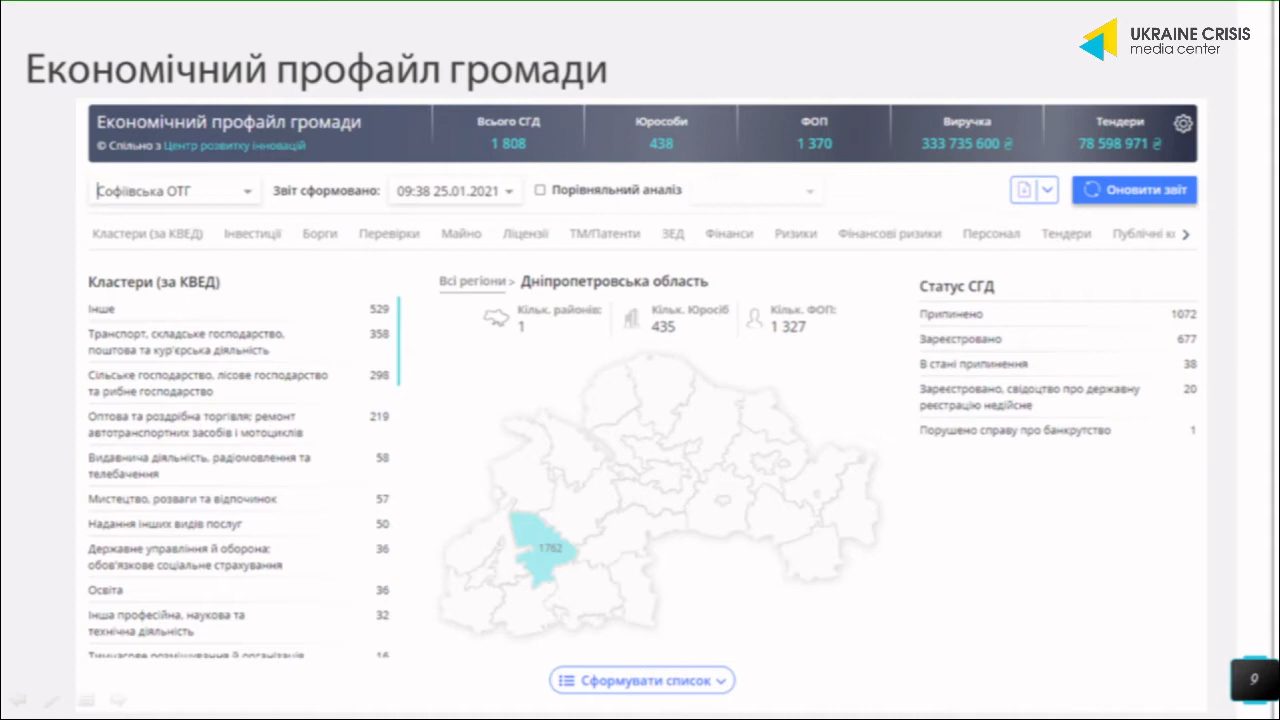 UKRAINE CRISIS
media center
Економічний профайл громади
Економічний профайл громади
© Спільно з Центр розвитку інновацій
Всього СГД
1 808
Юрособи
438
ФОП
1 370
Виручка
333 735 600 ₴
Тендери
78 598 971 ₴
Софіївська ОТГ
Звіт сформовано:
09:38 25.01.2021
Порівняльний аналіз
Оновити звіт
Кластери (за КВЕД) Інвестиції Борги Перевірки Майно Ліцензії ТМ/Патенти ЗЕД Фінанси Ризики Фінансові ризики Персонал Тендери Публічні
Кластери (за КВЕД)
Інше 529
Транспорт, складське господарство, 358
поштова та кур'єрська діяльність
Сільське господарство, лісове господарство 298
та рибне господарство
Оптова та роздрібна торгівля; ремонт 219
автотранспортних засобів і мотоциклів
Видавнича діяльність, радіомовлення та 58
телебачення
Мистецтво, розваги та відпочинок 57
Надання інших видів послуг 50
Державне управління й оборона; 36
обов'язкове соціальне страхування
Освіта 36
Інша професійна, наукова та 32
технічна діяльність
Тимчасове розміщування й організація 16
Всі регіони > Дніпропетровська область
Кільк. районів:
1
Кільк. Юросіб
435
Кільк. ФОП:
1 327
1762
Сформувати список
Статус СГД
Припинено 1072
Зареєстровано 677
В стані припинення 38
Зареєстровано, свідоцтво про державну 20
реєстрацію недійсне
Порушено справу про банкрутство 1
9